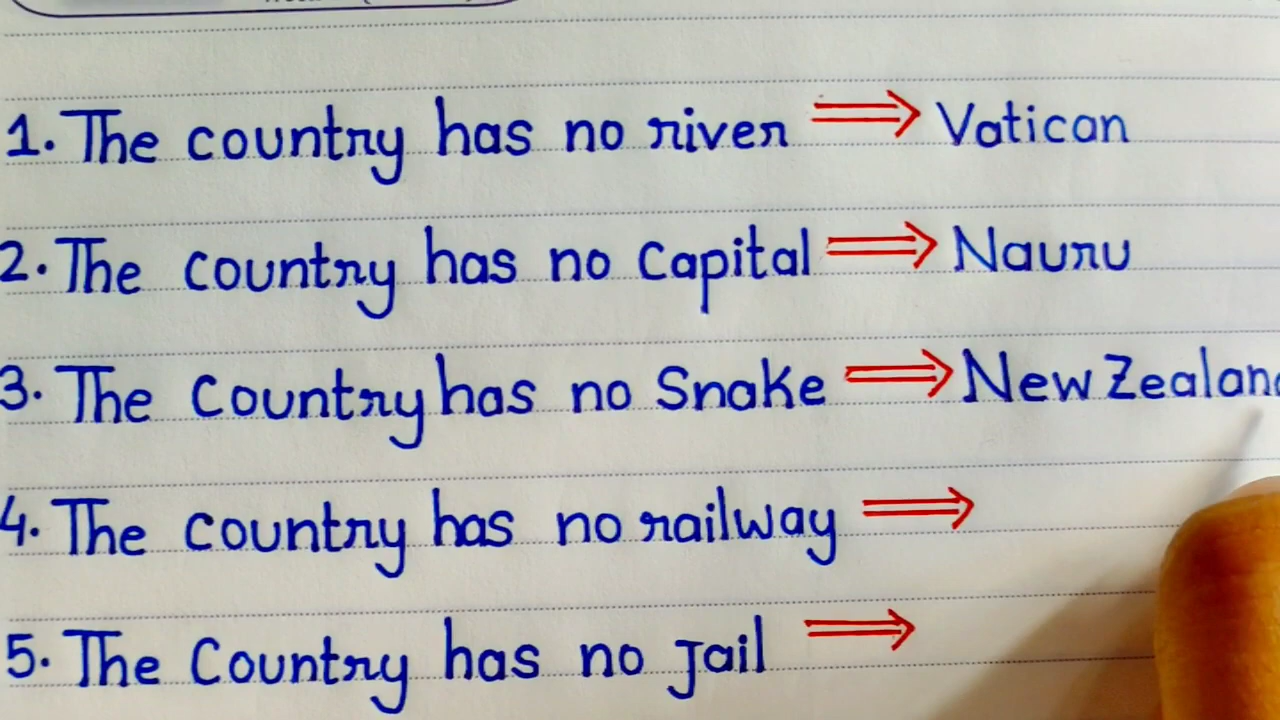 1. The country has no river ⟹ Vatican
2. The country has no Capital ⟹ Nauru
3. The Country has no Snake ⟹ New Zealand
4. The country has no railway ⟹
5. The Country has no Jail ⟹